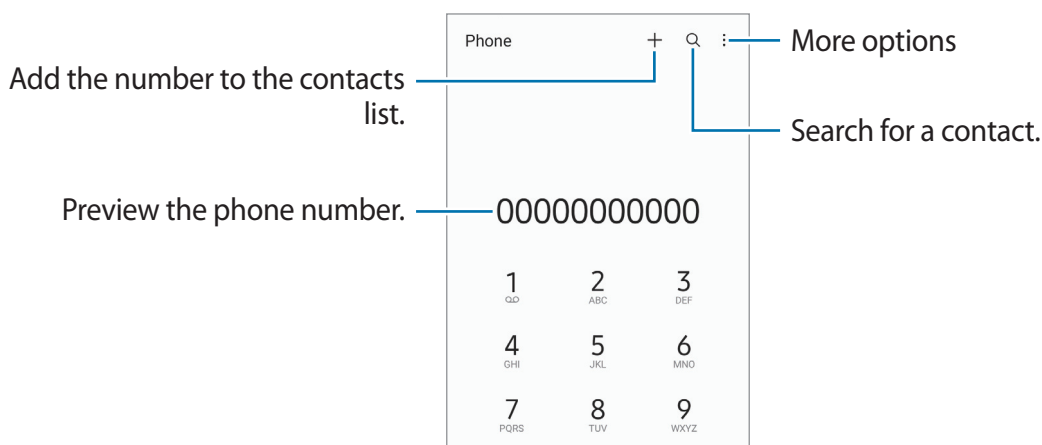 Phone
More options
Add the number to the contacts
list.
Search for a contact.
Preview the phone number.
00000000000
1 2 3
ABC DEF
4 5 6
GHI JKL MNO
7 8 9
PQRS TUV WXYZ